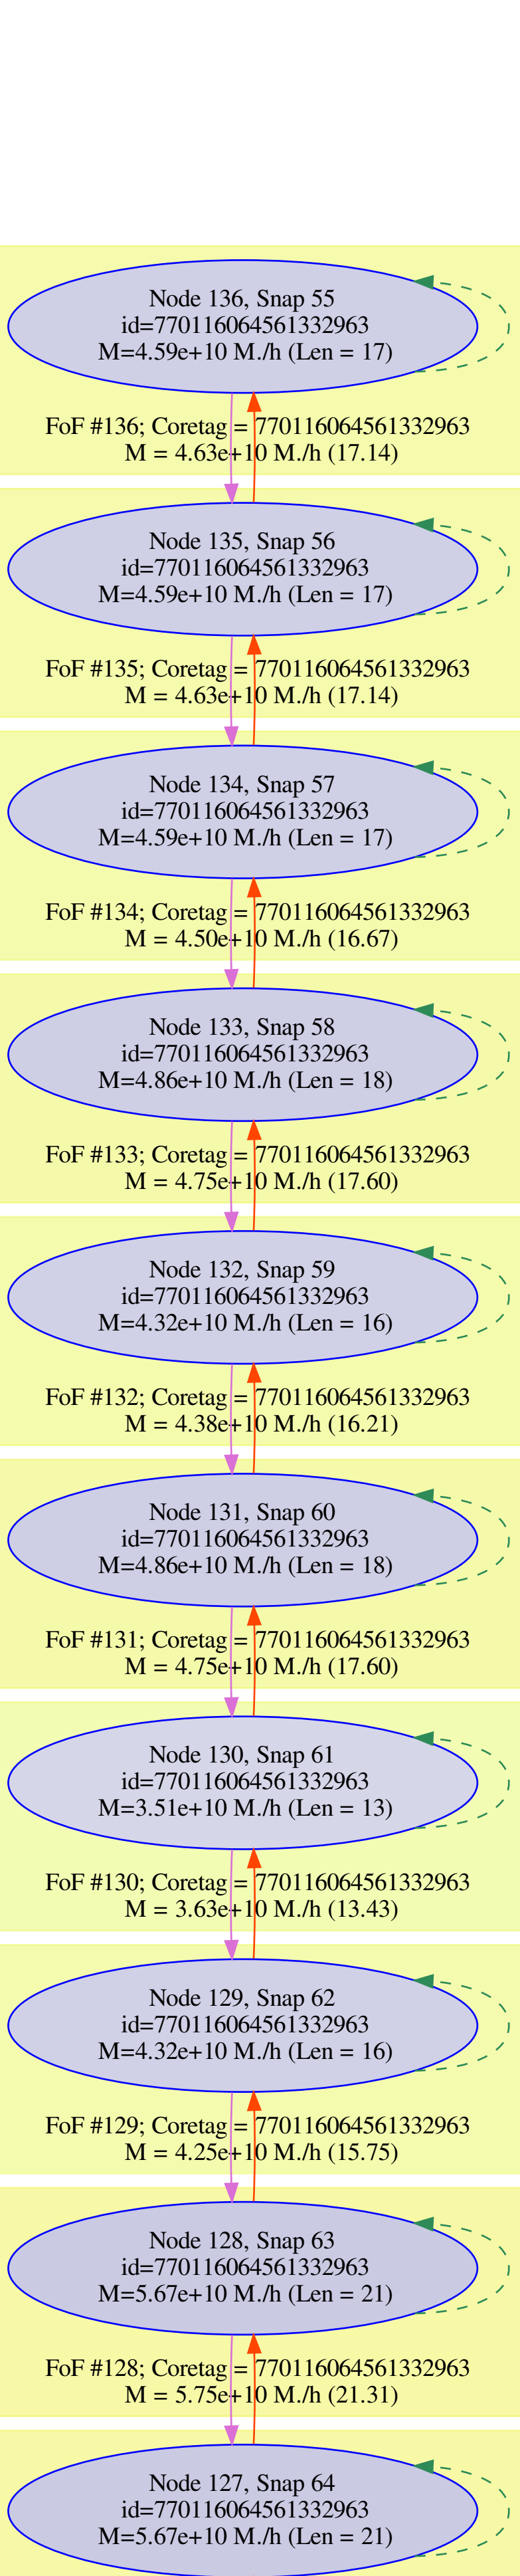 Node 136, Snap 55
id=770116064561332963
M=4.59e+10 M./h (Len = 17)
FoF #136; Coretag = 770116064561332963
M = 4.63e+10 M./h (17.14)
Node 135, Snap 56
id=770116064561332963
M=4.59e+10 M./h (Len = 17)
FoF #135; Coretag = 770116064561332963
M = 4.63e+10 M./h (17.14)
Node 134, Snap 57
id=770116064561332963
M=4.59e+10 M./h (Len = 17)
FoF #134; Coretag = 770116064561332963
M = 4.50e+10 M./h (16.67)
Node 133, Snap 58
id=770116064561332963
M=4.86e+10 M./h (Len = 18)
FoF #133; Coretag = 770116064561332963
M = 4.75e+10 M./h (17.60)
Node 132, Snap 59
id=770116064561332963
M=4.32e+10 M./h (Len = 16)
FoF #132; Coretag = 770116064561332963
M = 4.38e+10 M./h (16.21)
Node 131, Snap 60
id=770116064561332963
M=4.86e+10 M./h (Len = 18)
FoF #131; Coretag = 770116064561332963
M = 4.75e+10 M./h (17.60)
Node 130, Snap 61
id=770116064561332963
M=3.51e+10 M./h (Len = 13)
FoF #130; Coretag = 770116064561332963
M = 3.63e+10 M./h (13.43)
Node 129, Snap 62
id=770116064561332963
M=4.32e+10 M./h (Len = 16)
FoF #129; Coretag = 770116064561332963
M = 4.25e+10 M./h (15.75)
Node 128, Snap 63
id=770116064561332963
M=5.67e+10 M./h (Len = 21)
FoF #128; Coretag = 770116064561332963
M = 5.75e+10 M./h (21.31)
Node 127, Snap 64
id=770116064561332963
M=5.67e+10 M./h (Len = 21)